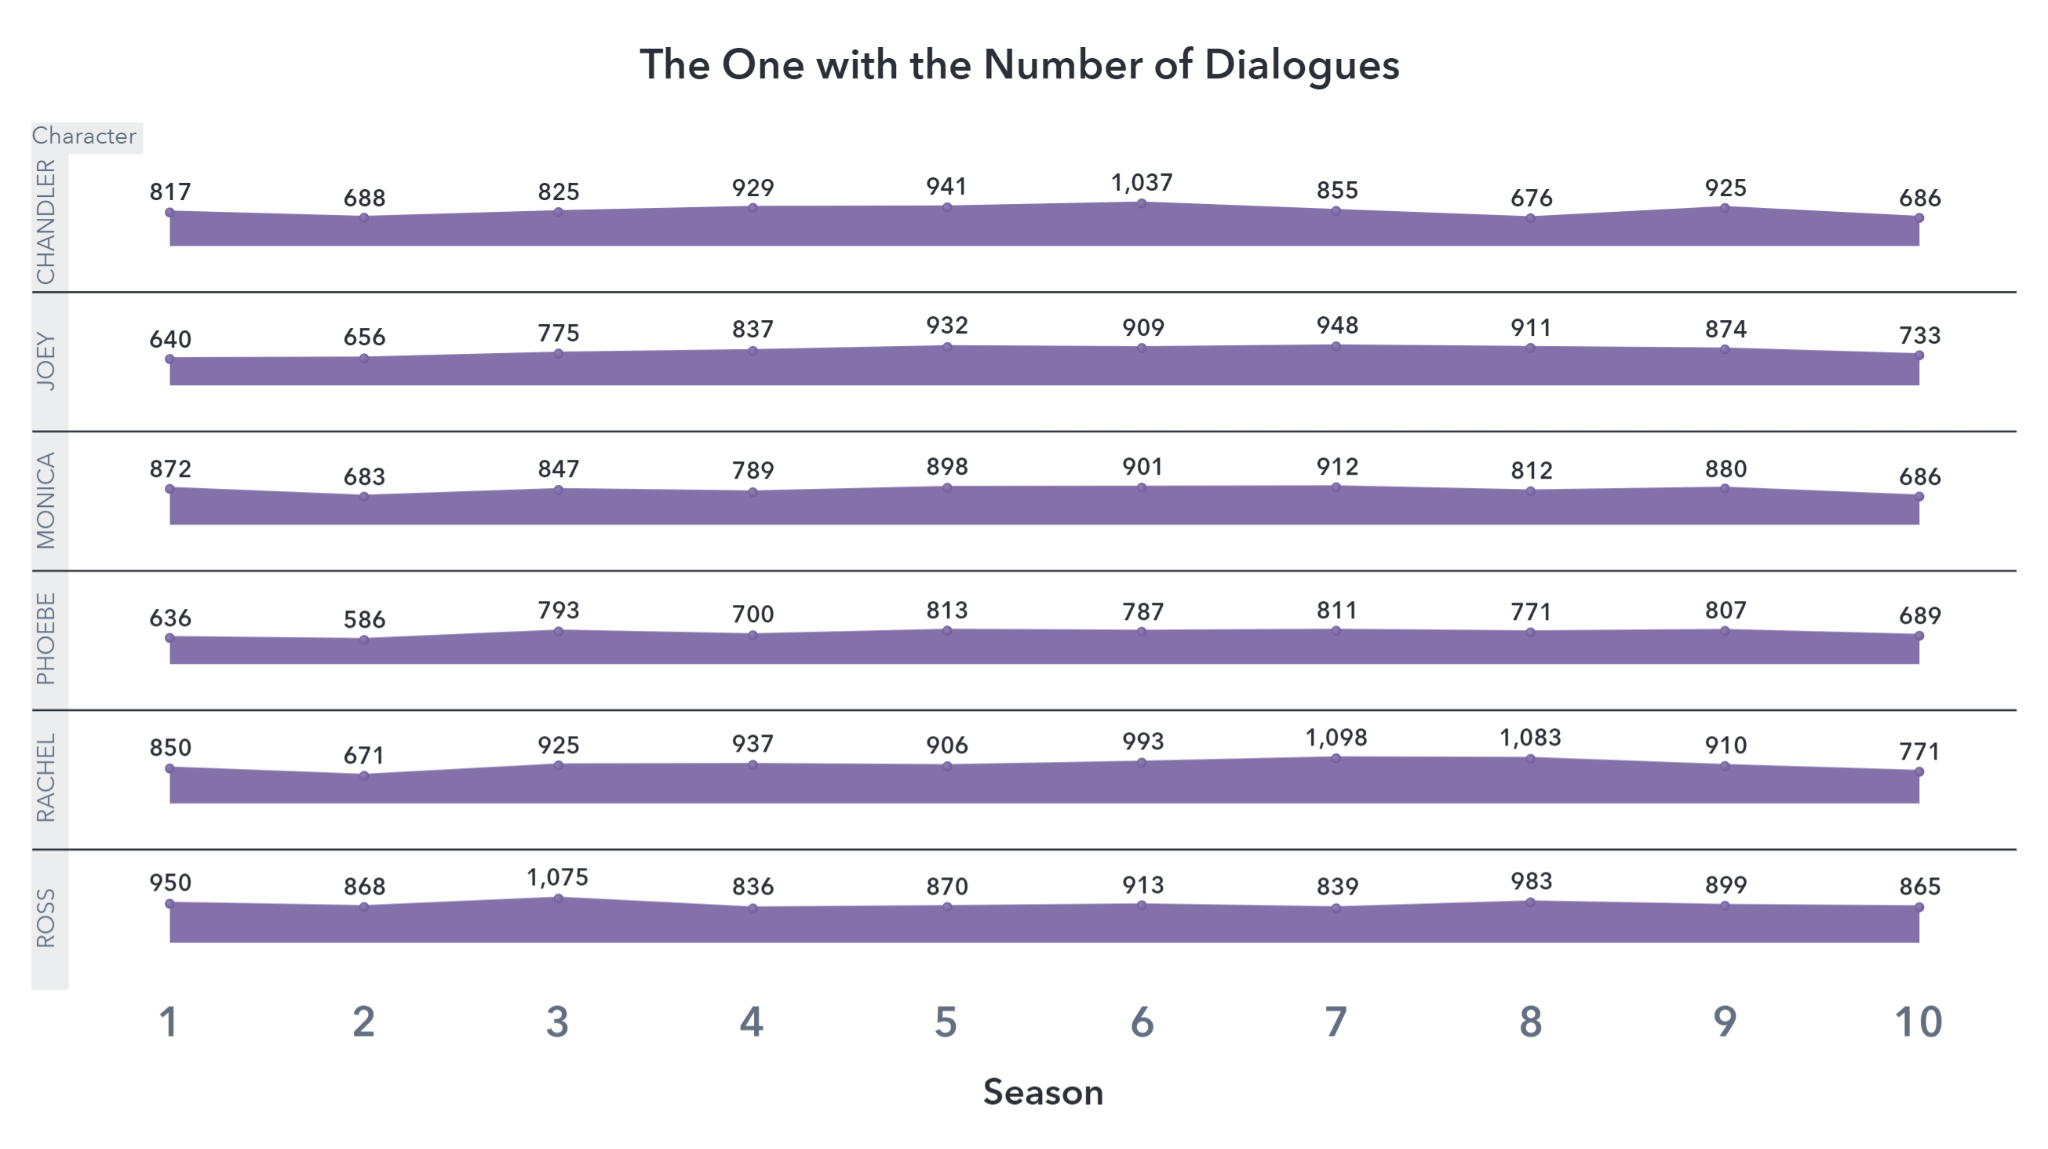 The One with the Number of Dialogues
Character
CHANDLER
817 688 825 929 941 1,037 855 676 925 686
JOEY
640 656 775 837 932 909 948 911 874 733
MONICA
872 683 847 789 898 901 912 812 880 686
PHOEBE
636 586 793 700 813 787 811 771 807 689
RACHEL
850 671 925 937 906 993 1,098 1,083 910 771
ROSS
950 868 1,075 836 870 913 839 983 899 865
1 2 3 4 5 6 7 8 9 10
Season